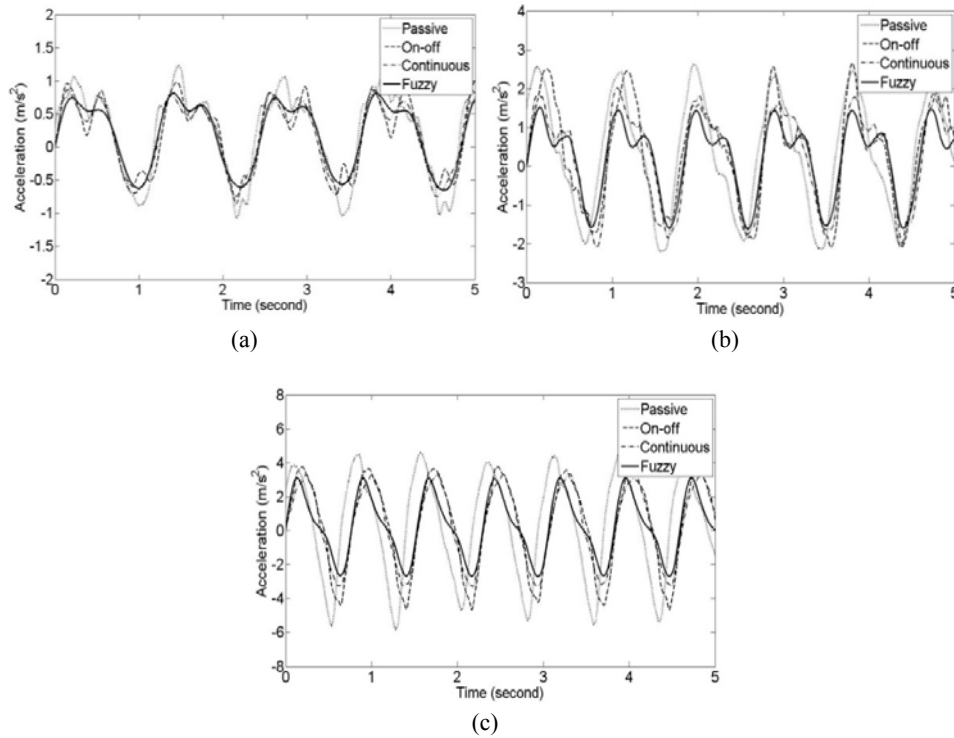 2
1.5
1
0.5
0
-0.5
-1
-1.5
-2
Acceleration (m/s²)
0 1 2 3 4 5
Time (second)
Passive
On-off
Continuous
Fuzzy
(a)
4
3
2
1
0
-1
-2
-3
Acceleration (m/s²)
0 1 2 3 4 5
Time (second)
Passive
On-off
Continuous
Fuzzy
(b)
8
6
4
2
0
-2
-4
-6
-8
Acceleration (m/s²)
0 1 2 3 4 5
Time (second)
Passive
On-off
Continuous
Fuzzy
(c)